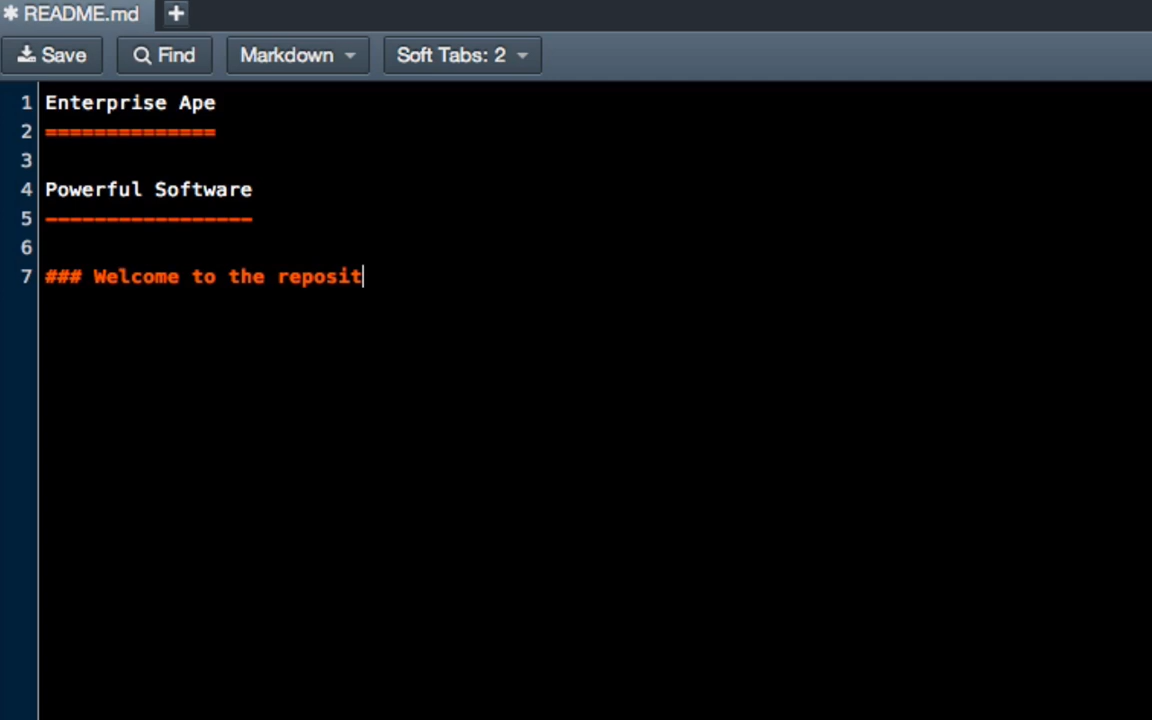 ✱ README.md +
Save Find Markdown Soft Tabs: 2
1 Enterprise Ape
2 ==============
3
4 Powerful Software
5 -----------------
6
7 ### Welcome to the reposit